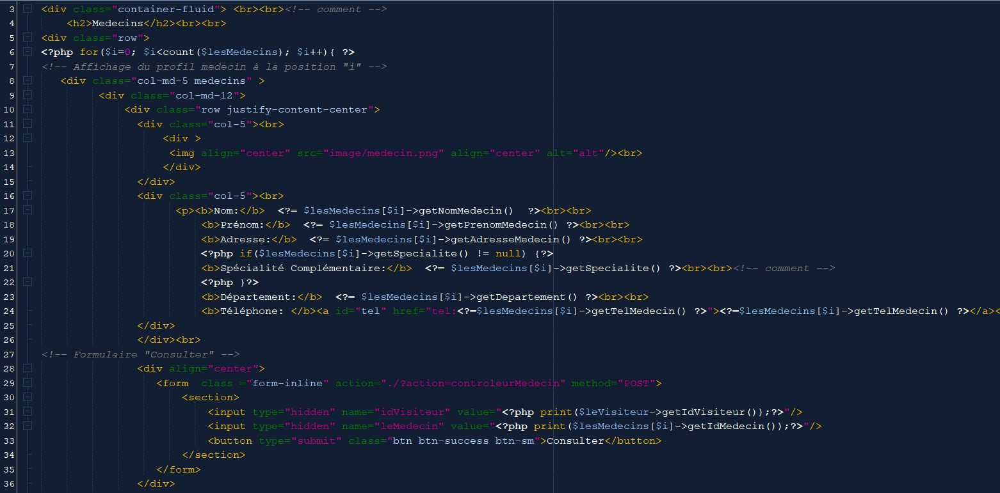 3 <div class="container-fluid"> <br><br><!-- comment -->
4 <h2>Medecins</h2><br><br>
5 <div class="row">
6 <?php for($i=0; $i<count($lesMedecins); $i++){ ?>
7 <!-- Affichage du profil medecin à la position "i" -->
8 <div class="col-md-5 medecins" >
9 <div class="col-md-12">
10 <div class="row justify-content-center">
11 <div class="col-5"><br>
12 <div >
13 <img align="center" src="image/medecin.png" align="center" alt="alt"/><br>
14 </div>
15 </div>
16 <div class="col-5"><br>
17 <p><b>Nom:</b>  <?= $lesMedecins[$i]->getNomMedecin()  ?><br><br>
18 <b>Prénom:</b>  <?= $lesMedecins[$i]->getPrenomMedecin() ?><br><br>
19 <b>Adresse:</b>  <?= $lesMedecins[$i]->getAdresseMedecin() ?><br><br>
20 <?php if($lesMedecins[$i]->getSpecialite() != null) {?>
21 <b>Spécialité Complémentaire:</b>  <?= $lesMedecins[$i]->getSpecialite() ?><br><br><!-- comment -->
22 <?php }?>
23 <b>Département:</b>  <?= $lesMedecins[$i]->getDepartement() ?><br><br>
24 <b>Téléphone: </b><a id="tel" href="tel:<?=$lesMedecins[$i]->getTelMedecin() ?>"><?=$lesMedecins[$i]->getTelMedecin() ?></a><
25 </div>
26 </div><br>
27 <!-- Formulaire "Consulter" -->
28 <div align="center">
29 <form  class ="form-inline" action="./?action=controleurMedecin" method="POST">
30 <section>
31 <input type="hidden" name="idVisiteur" value="<?php print($leVisiteur->getIdVisiteur());?>"/>
32 <input type="hidden" name="leMedecin" value="<?php print($lesMedecins[$i]->getIdMedecin());?>"/>
33 <button type="submit" class="btn btn-success btn-sm">Consulter</button>
34 </section>
35 </form>
36 </div>